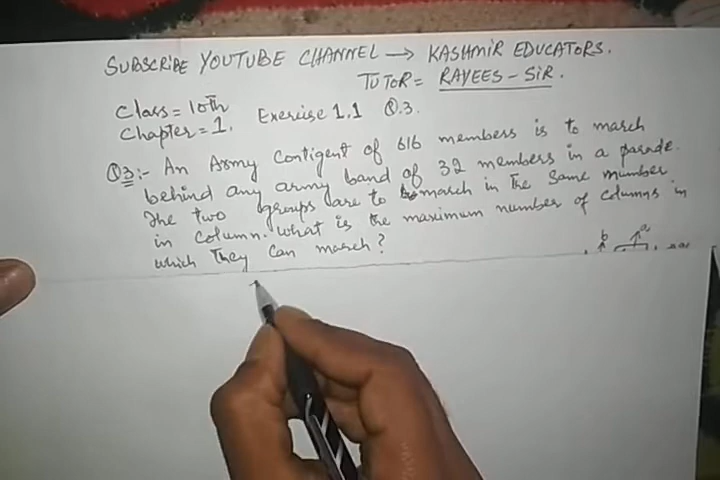 SUBSCRIBE YOUTUBE CHANNEL → KASHMIR EDUCATORS.
TUTOR = RAYEES - SIR.
Class = 10th
Chapter = 1. Exercise 1.1 Q.3.
Q3:- An Army Contigent of 616 members is to march
behind any army band of 32 members in a parade.
The two groups are to march in the same number
in column. what is the maximum number of columns in
which They can march?
b a